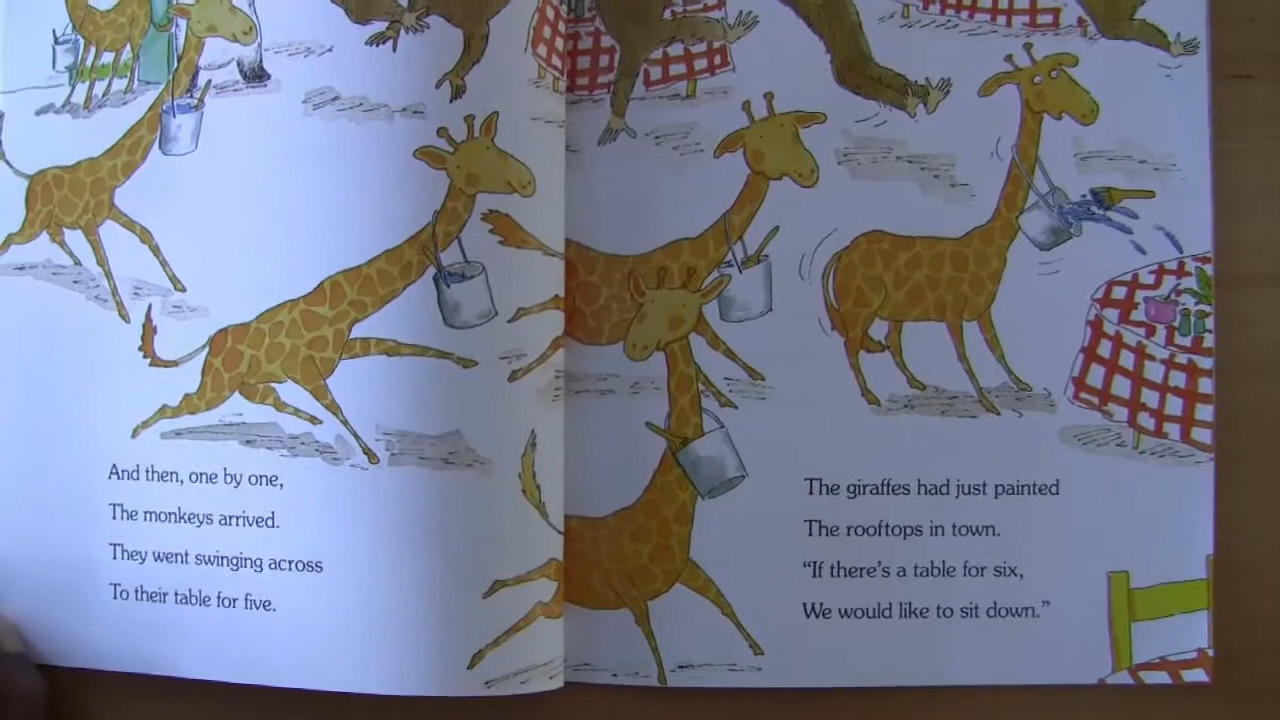 And then, one by one,
The monkeys arrived.
They went swinging across
To their table for five.
The giraffes had just painted
The rooftops in town.
“If there’s a table for six,
We would like to sit down.”